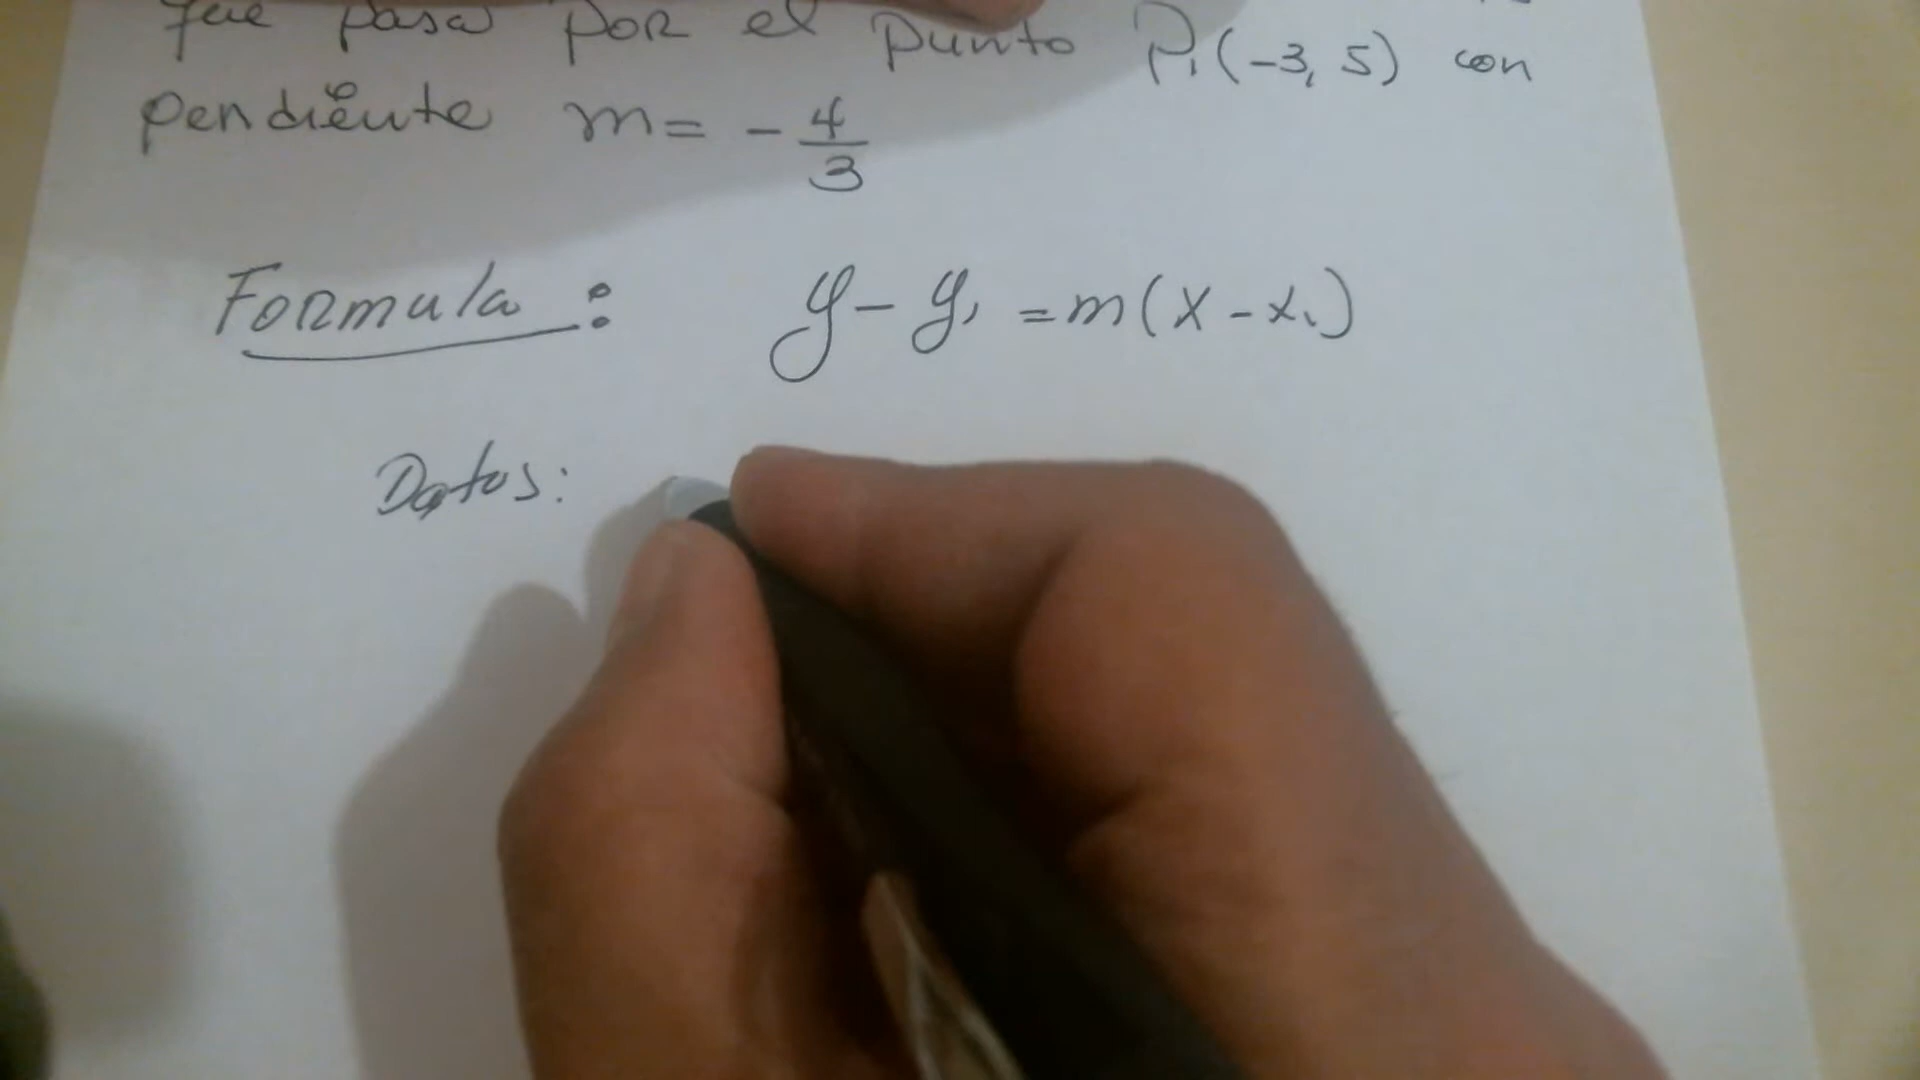 que pasa por el punto P₁(-3, 5) con
pendiente m = - 4/3
Formula : y - y₁ = m(x - x₁)
Datos: